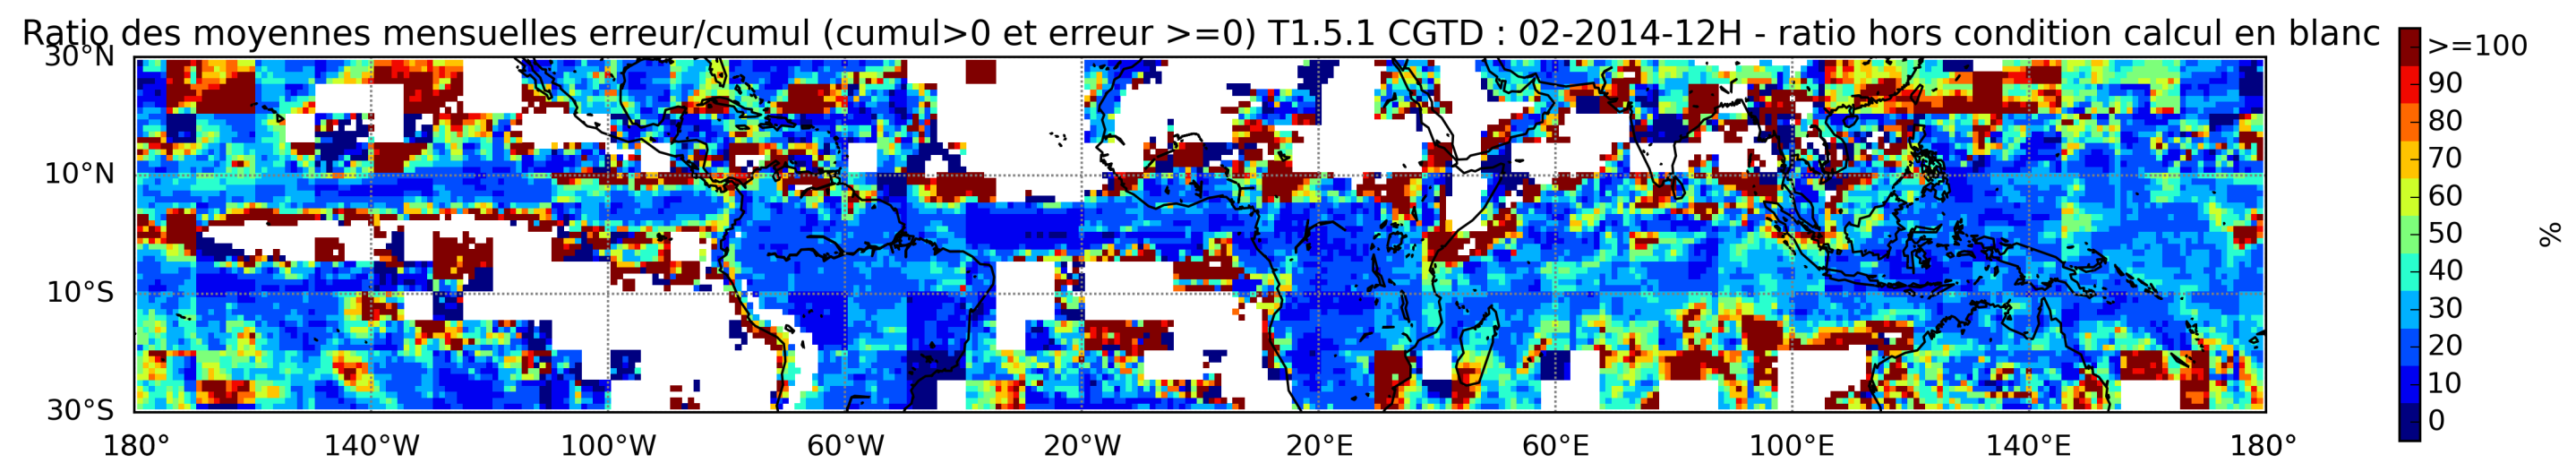 Ratio des moyennes mensuelles erreur/cumul (cumul>0 et erreur >=0) T1.5.1 CGTD : 02-2014-12H - ratio hors condition calcul en blanc
30°N
10°N
10°S
30°S
180° 140°W 100°W 60°W 20°W 20°E 60°E 100°E 140°E 180°
>=100
90
80
70
60
50
40
30
20
10
0
%